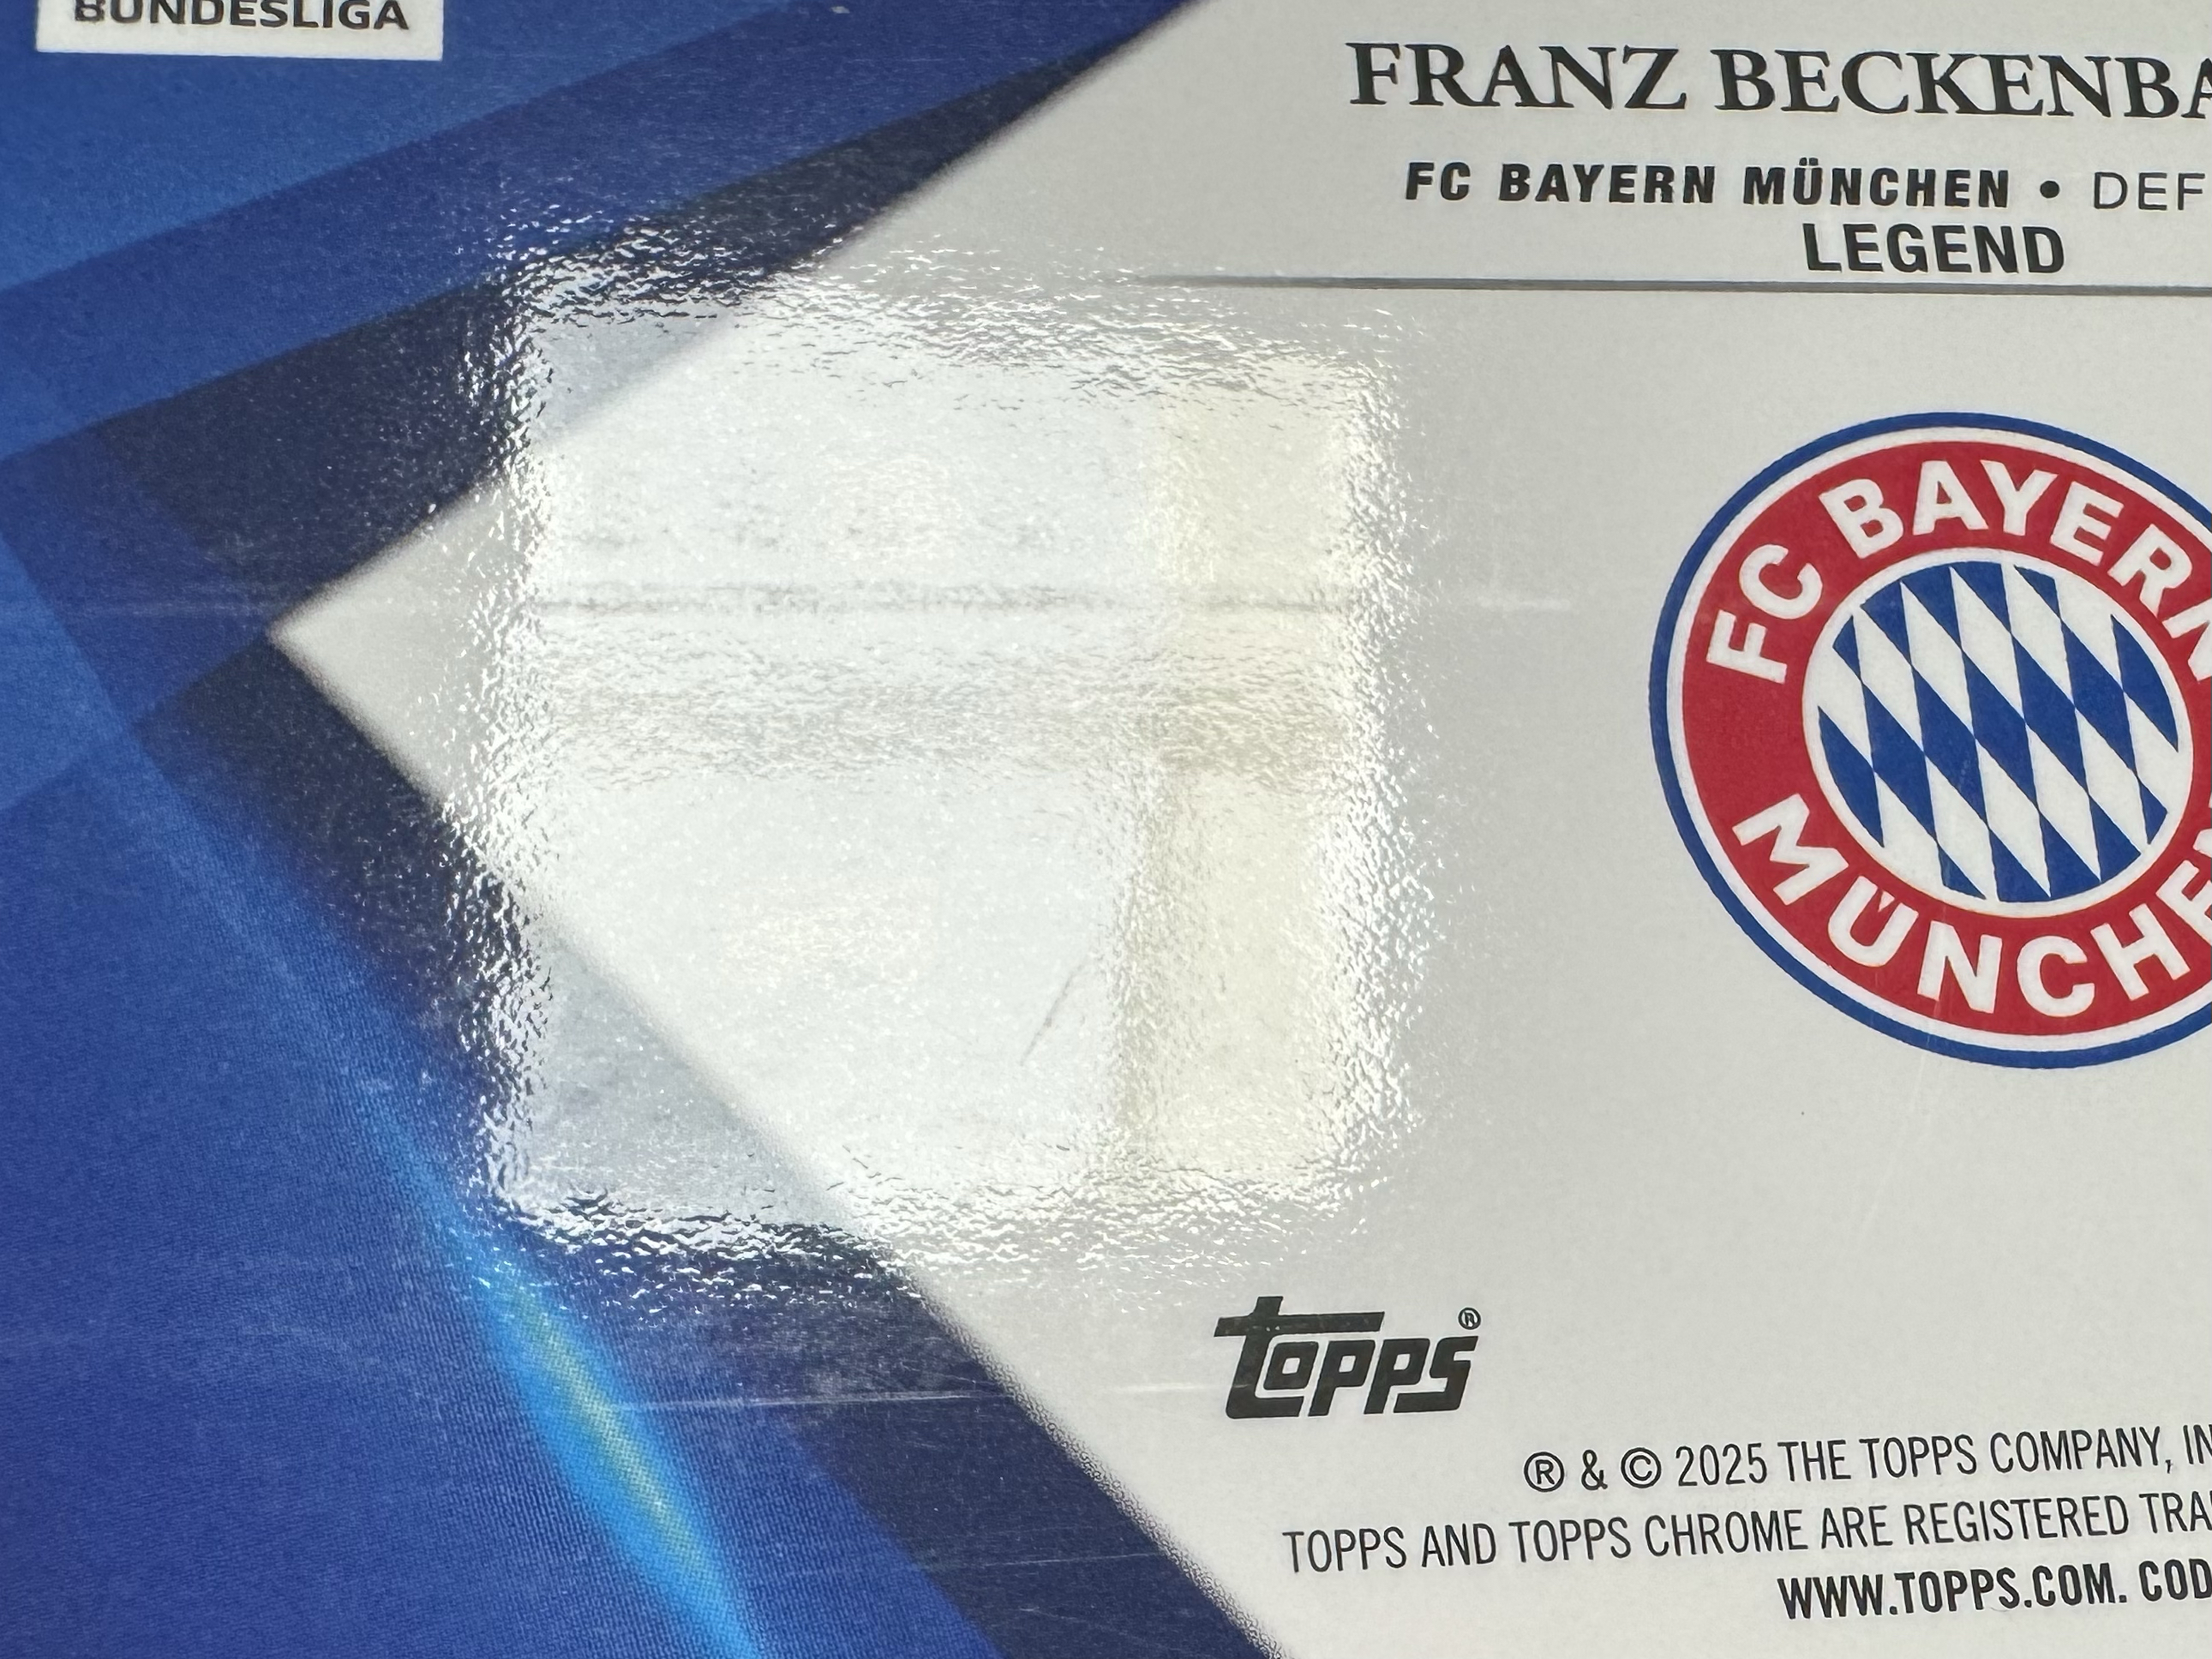 BUNDESLIGA
FRANZ BECKENBA
FC BAYERN MÜNCHEN • DEF
LEGEND
FC BAYERN
MÜNCHE
topps®
® & © 2025 THE TOPPS COMPANY, IN
TOPPS AND TOPPS CHROME ARE REGISTERED TRA
WWW.TOPPS.COM. COD